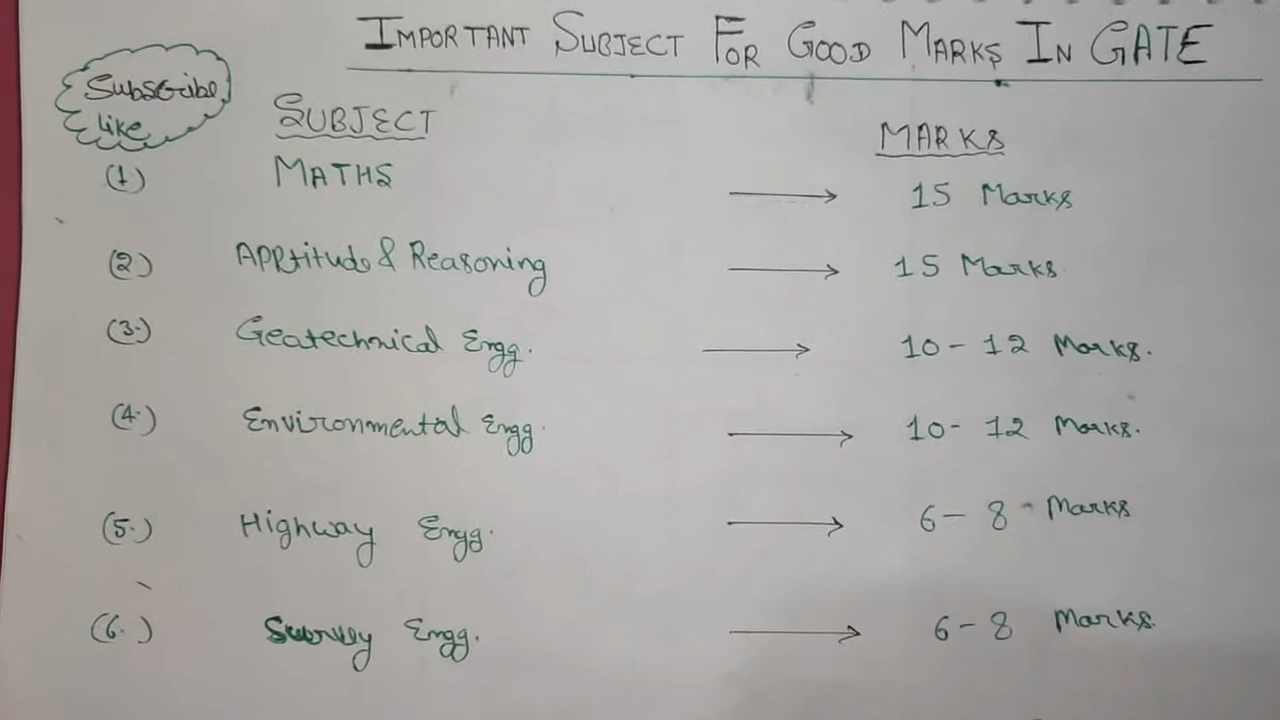 IMPORTANT SUBJECT FOR GOOD MARKS IN GATE
Subscribe
like
SUBJECT MARKS
(1) MATHS → 15 Marks
(2) Apptitude & Reasoning → 15 Marks
(3.) Geatechnical Engg. → 10 - 12 Marks.
(4.) Environmental Engg. → 10 - 12 Marks.
(5.) Highway Engg. → 6 - 8 - Marks
(6.) Survey Engg. → 6 - 8 Marks.